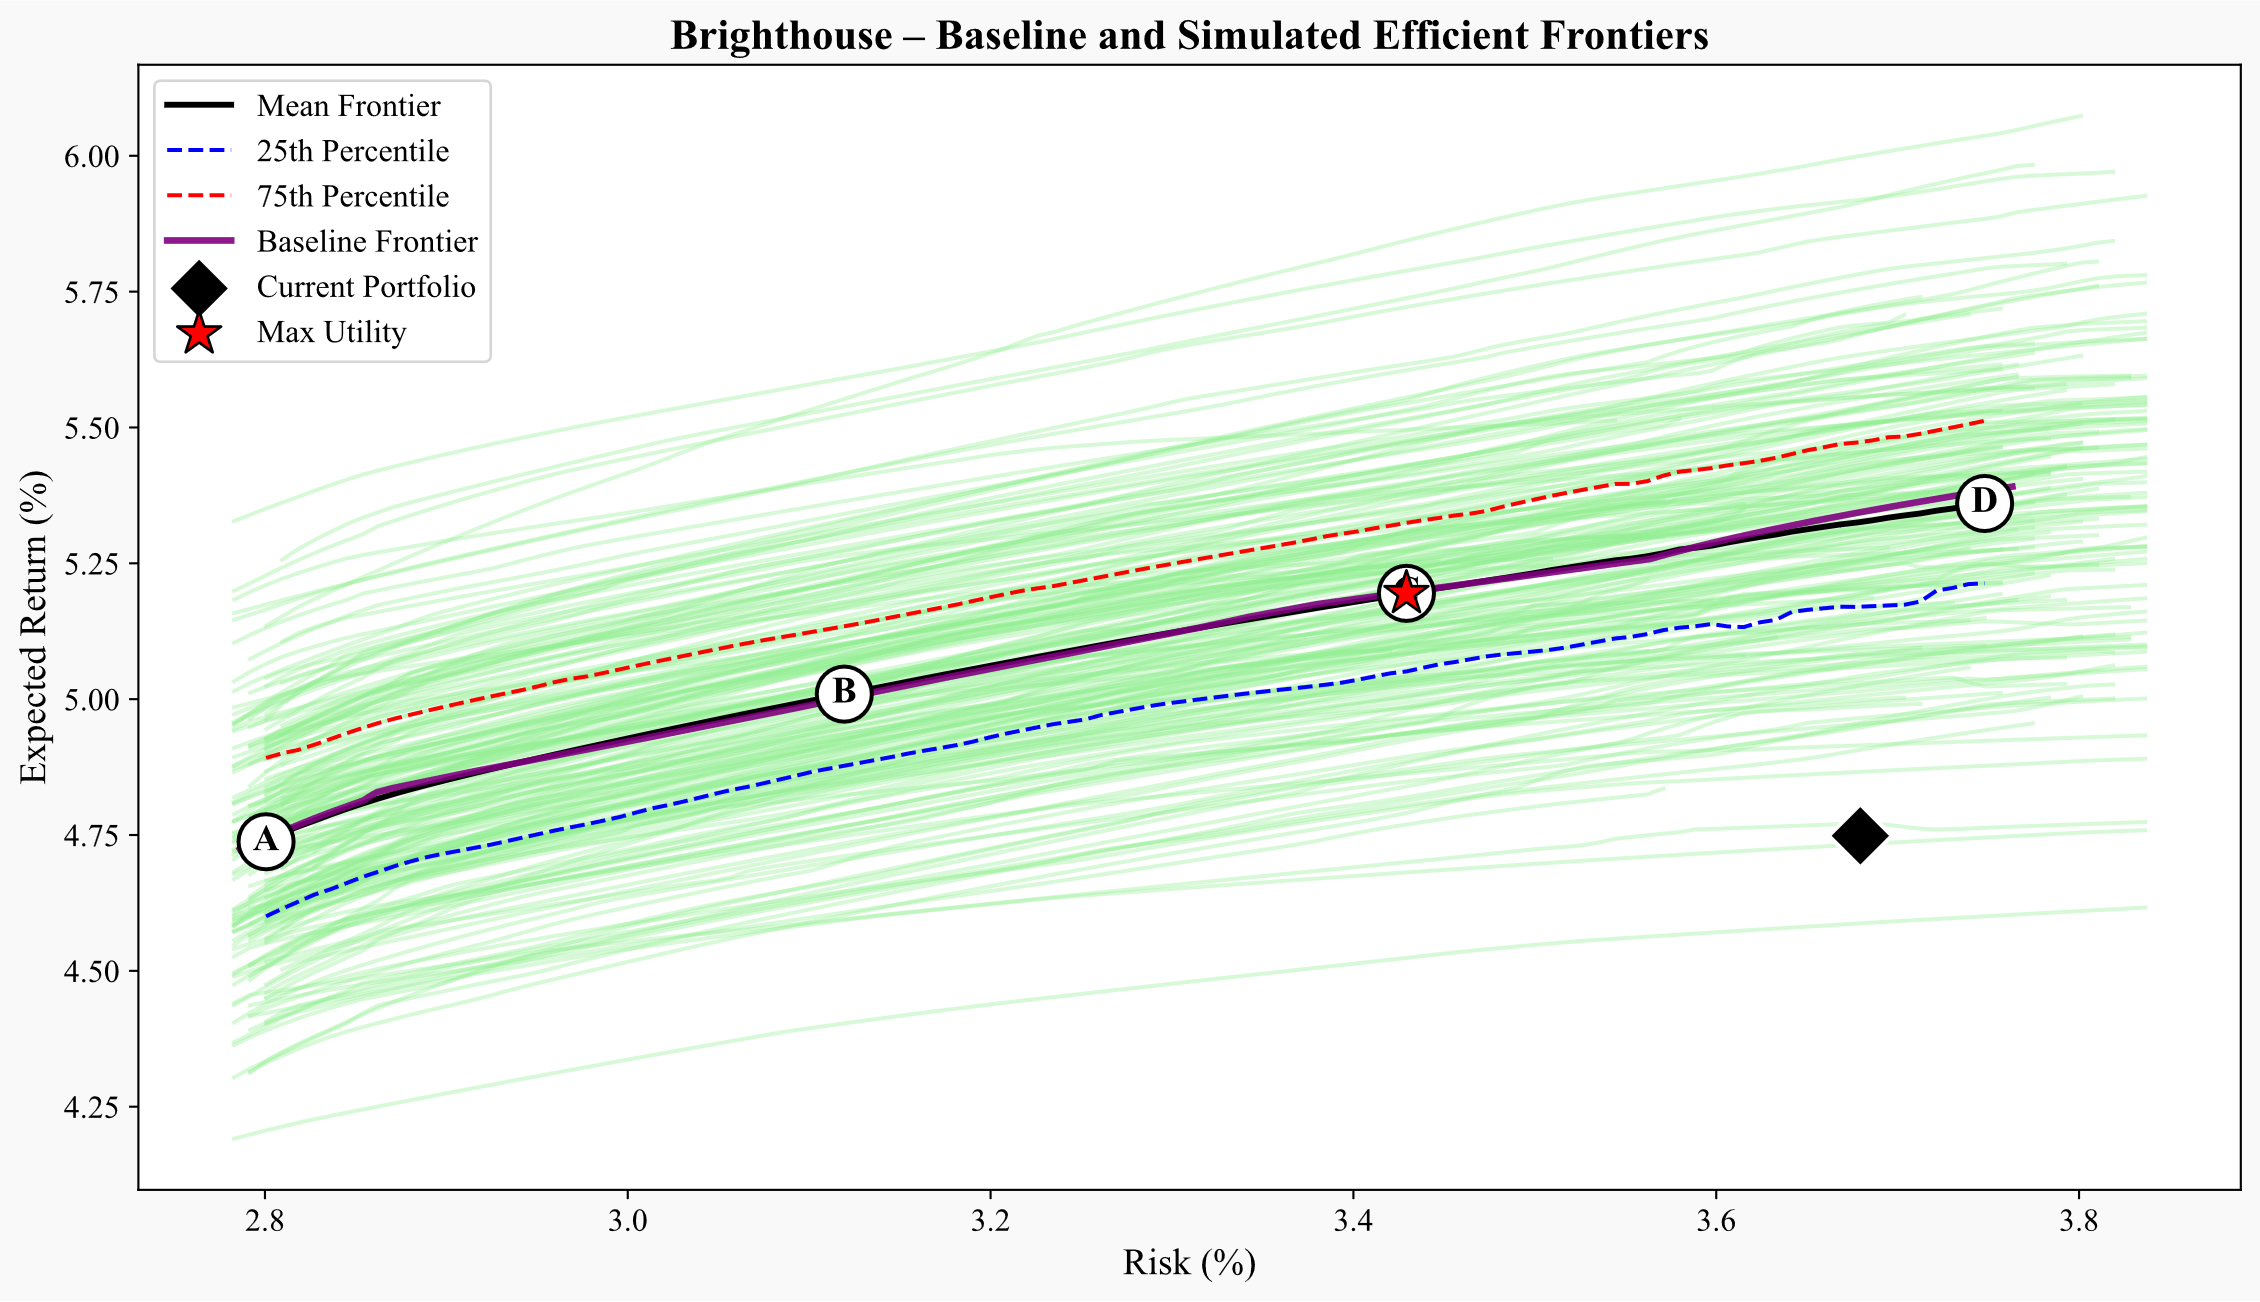 Brighthouse – Baseline and Simulated Efficient Frontiers
Mean Frontier
25th Percentile
75th Percentile
Baseline Frontier
Current Portfolio
Max Utility
Expected Return (%)
6.00
5.75
5.50
5.25
5.00
4.75
4.50
4.25
A
B
D
2.8
3.0
3.2
3.4
3.6
3.8
Risk (%)